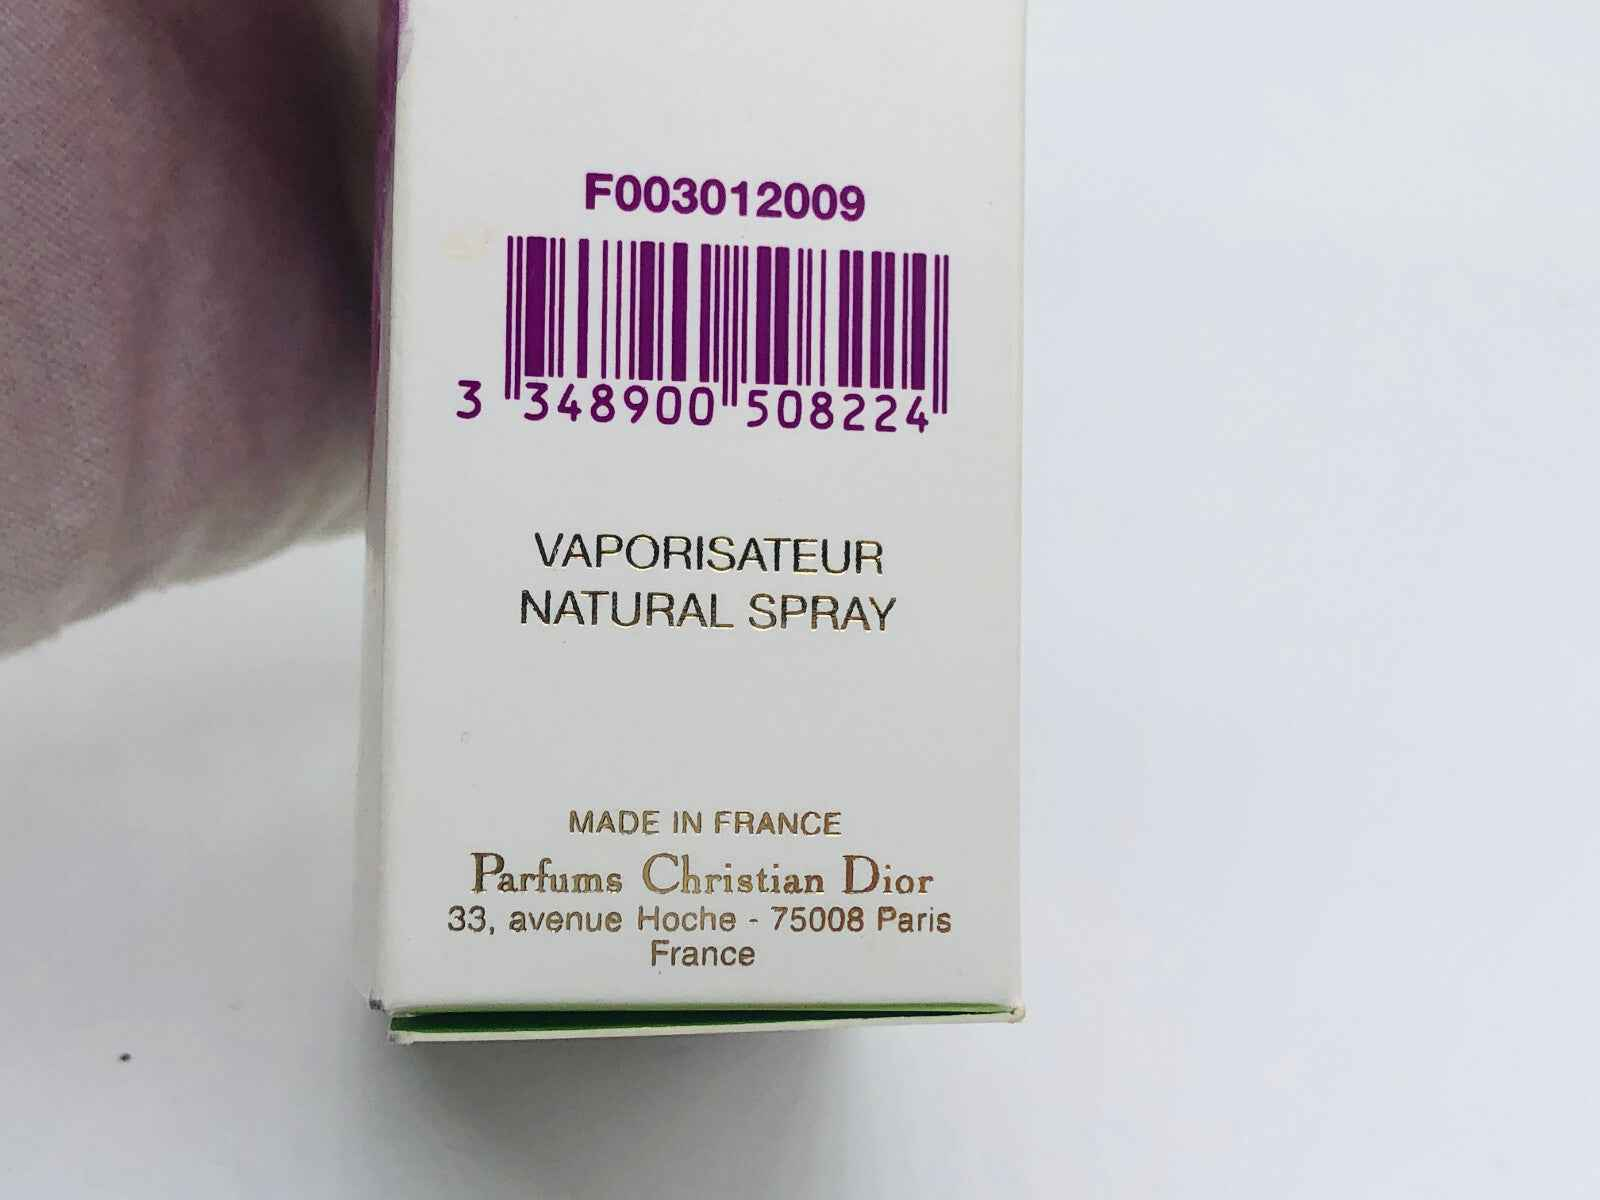 F003012009
3 348900 508224
VAPORISATEUR
NATURAL SPRAY
MADE IN FRANCE
Parfums Christian Dior
33, avenue Hoche - 75008 Paris
France